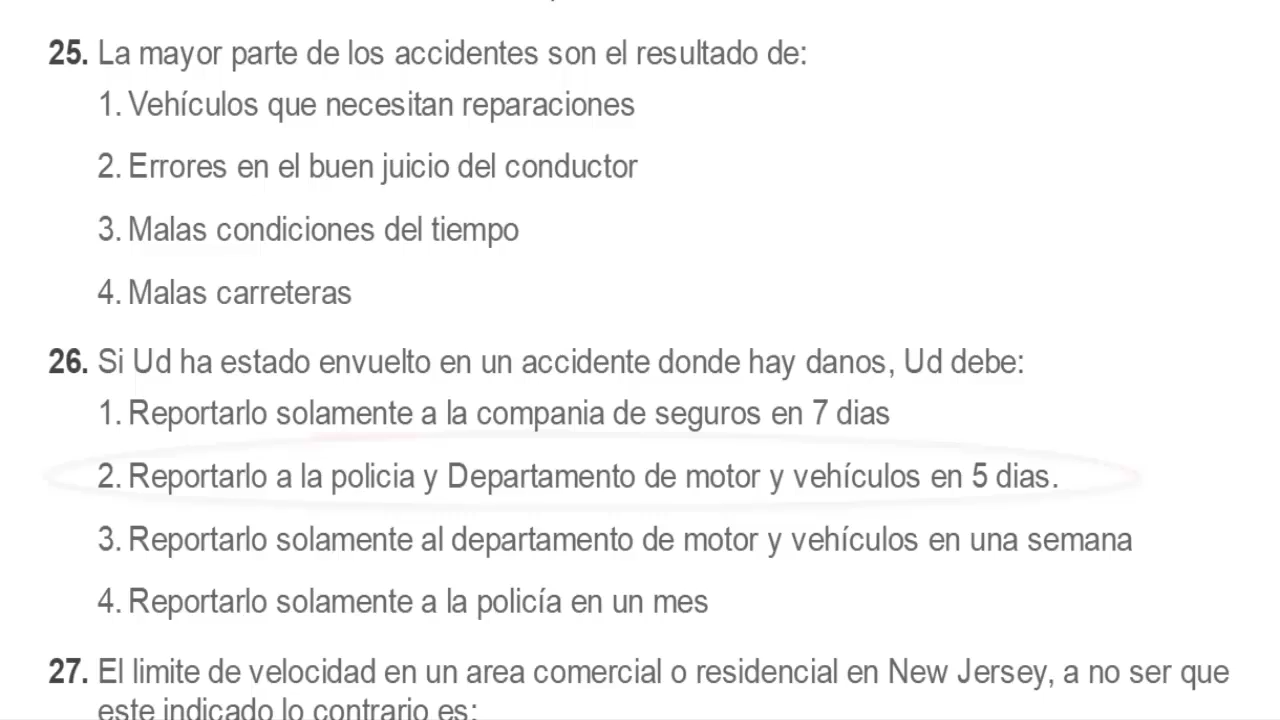 25. La mayor parte de los accidentes son el resultado de:
1. Vehículos que necesitan reparaciones
2. Errores en el buen juicio del conductor
3. Malas condiciones del tiempo
4. Malas carreteras
26. Si Ud ha estado envuelto en un accidente donde hay danos, Ud debe:
1. Reportarlo solamente a la compania de seguros en 7 dias
2. Reportarlo a la policia y Departamento de motor y vehículos en 5 dias.
3. Reportarlo solamente al departamento de motor y vehículos en una semana
4. Reportarlo solamente a la policía en un mes
27. El limite de velocidad en un area comercial o residencial en New Jersey, a no ser que
este indicado lo contrario es: